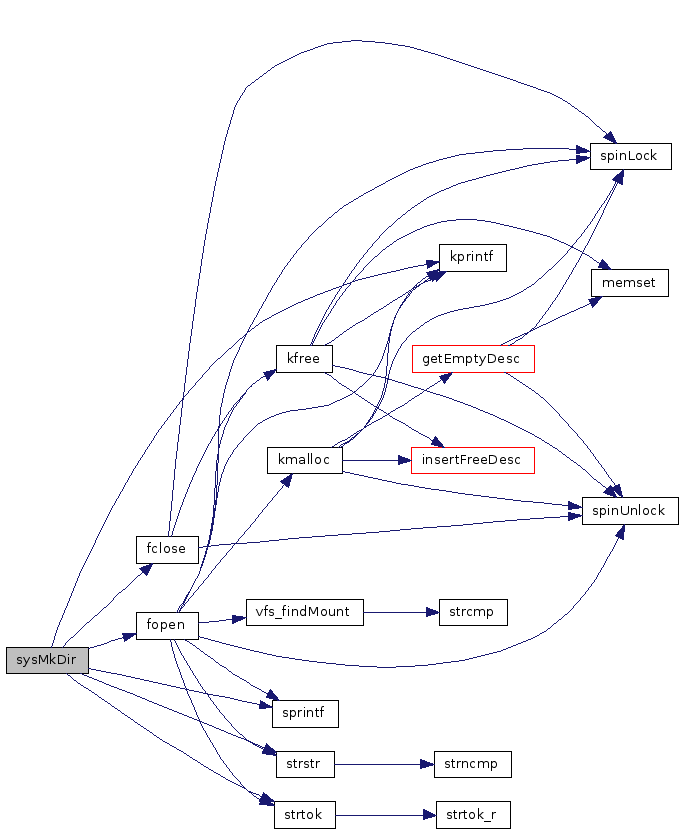 spinLock
kprintf
memset
kfree
getEmptyDesc
kmalloc
insertFreeDesc
spinUnlock
fclose
vfs_findMount
strcmp
fopen
sysMkDir
sprintf
strstr
strncmp
strtok
strtok_r